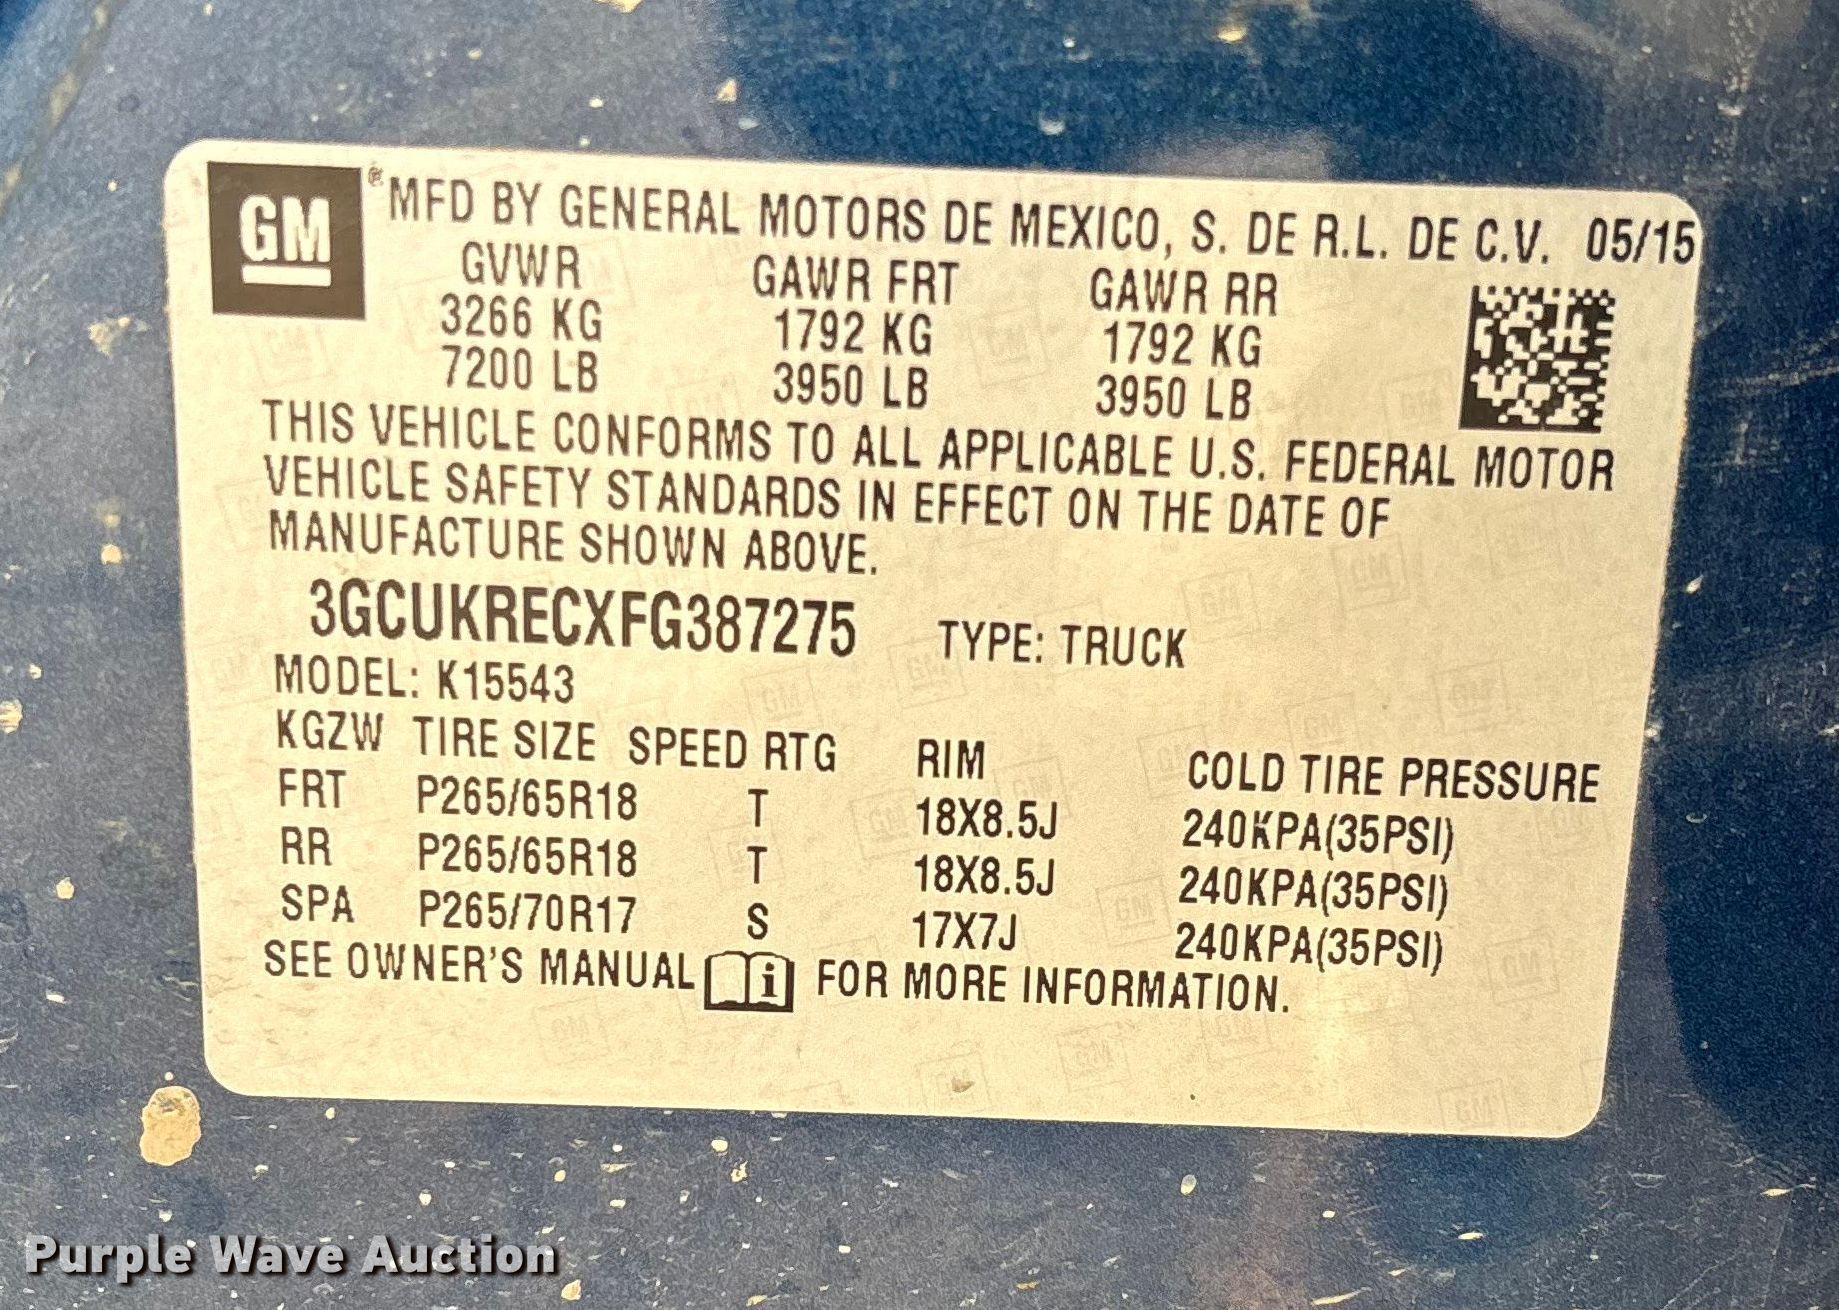 GM ® MFD BY GENERAL MOTORS DE MEXICO, S. DE R.L. DE C.V. 05/15
GVWR GAWR FRT GAWR RR
3266 KG 1792 KG 1792 KG
7200 LB 3950 LB 3950 LB
THIS VEHICLE CONFORMS TO ALL APPLICABLE U.S. FEDERAL MOTOR
VEHICLE SAFETY STANDARDS IN EFFECT ON THE DATE OF
MANUFACTURE SHOWN ABOVE.
3GCUKRECXFG387275 TYPE: TRUCK
MODEL: K15543
KGZW TIRE SIZE SPEED RTG RIM COLD TIRE PRESSURE
FRT P265/65R18 T 18X8.5J 240KPA(35PSI)
RR P265/65R18 T 18X8.5J 240KPA(35PSI)
SPA P265/70R17 S 17X7J 240KPA(35PSI)
SEE OWNER'S MANUAL i FOR MORE INFORMATION.
Purple Wave Auction